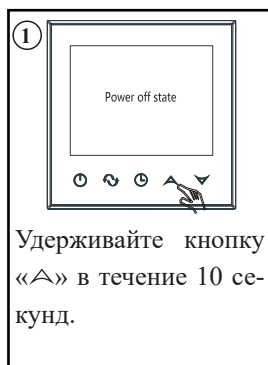 1
Power off state
Удерживайте кнопку
«∧» в течение 10 се-
кунд.